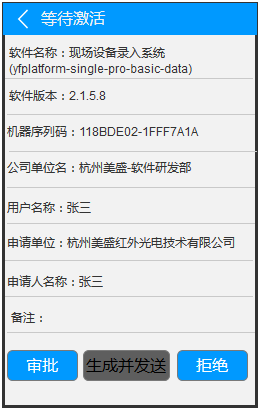 等待激活
软件名称：现场设备录入系统
(yfplatform-single-pro-basic-data)
软件版本：2.1.5.8
机器序列码：118BDE02-1FFF7A1A
公司单位名：杭州美盛-软件研发部
用户名称：张三
申请单位：杭州美盛红外光电技术有限公司
申请人名称：张三
备注：
审批 生成并发送 拒绝